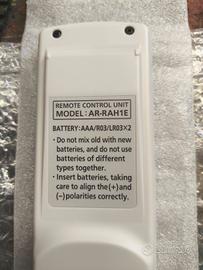 REMOTE CONTROL UNIT
MODEL: AR-RAH1E
BATTERY: AAA/R03/LR03×2
• Do not mix old with new
batteries, and do not use
batteries of different
types together.
• Insert batteries, taking
care to align the (+) and
(−) polarities correctly.